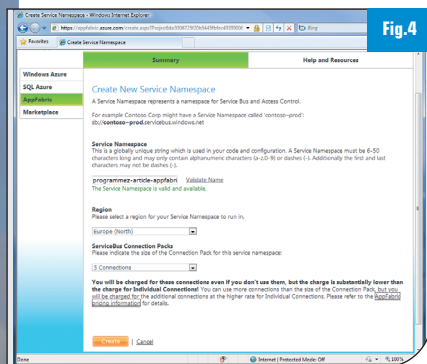 Create Service Namespace - Windows Internet Explorer
Fig.4
Bing
Favorites
Create Service Namespace
Summary
Help and Resources
Windows Azure
SQL Azure
AppFabric
Marketplace
Create New Service Namespace
A Service Namespace represents a namespace for Service Bus and Access Control.
For example Contoso Corp might have a Service Namespace called 'contoso-prod':
sb://contoso-prod.servicebus.windows.net
Service Namespace
This is a globally unique string which is used in your code and configuration. A Service Namespace must be 6-50
characters long and may only contain alphanumeric characters (a-z,0-9) or dashes (-). Additionally the first and last
characters may not be dashes (-).
programmez-article-appfabri
Validate Name
The Service Namespace is valid and available.
Region
Please select a region for your Service Namespace to run in.
Europe (North)
ServiceBus Connection Packs
Please indicate the size of the Connection Pack for this service
namespace:
5 Connections
You will be charged for these connections even if you don't use them, but the charge is substantially lower than
the charge for Individual Connections! You can use more connections than the size of the Connection Pack, but you
will be charged for the additional connections at the higher rate for Individual Connections. Please refer to the AppFabric
pricing information for details.
Create | Cancel
Done
Internet | Protected Mode: Off
100%